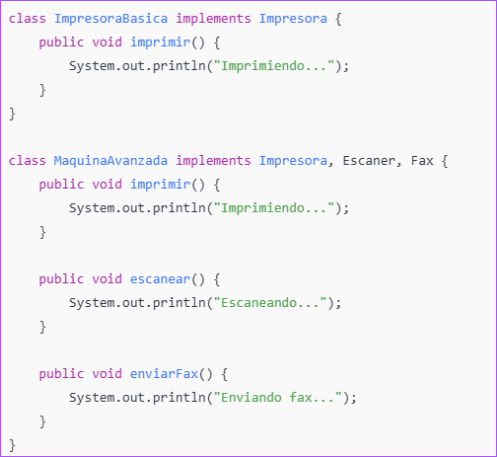 class ImpresoraBasica implements Impresora {
    public void imprimir() {
        System.out.println("Imprimiendo...");
    }
}

class MaquinaAvanzada implements Impresora, Escaner, Fax {
    public void imprimir() {
        System.out.println("Imprimiendo...");
    }

    public void escanear() {
        System.out.println("Escaneando...");
    }

    public void enviarFax() {
        System.out.println("Enviando fax...");
    }
}